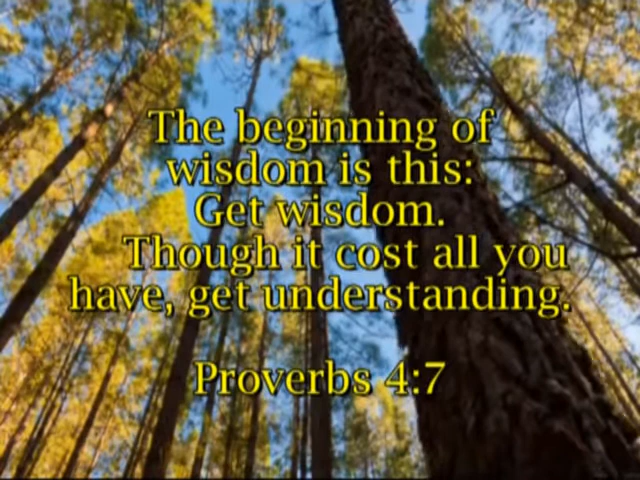 The beginning of
wisdom is this:
Get wisdom.
Though it cost all you
have, get understanding.
Proverbs 4:7